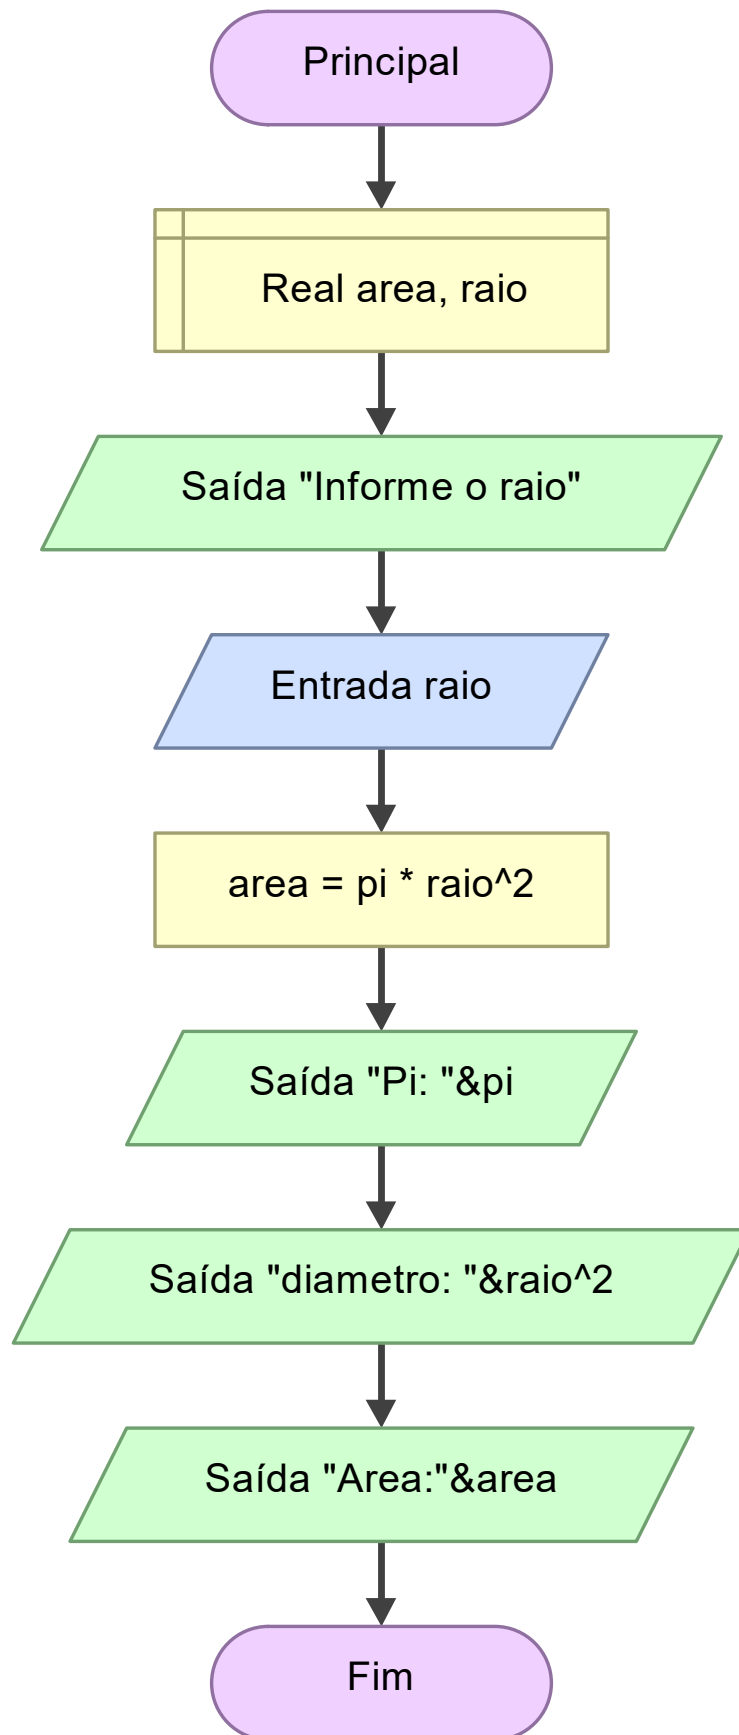 Principal
Real area, raio
Saída "Informe o raio"
Entrada raio
area = pi * raio^2
Saída "Pi: "&pi
Saída "diametro: "&raio^2
Saída "Area:"&area
Fim